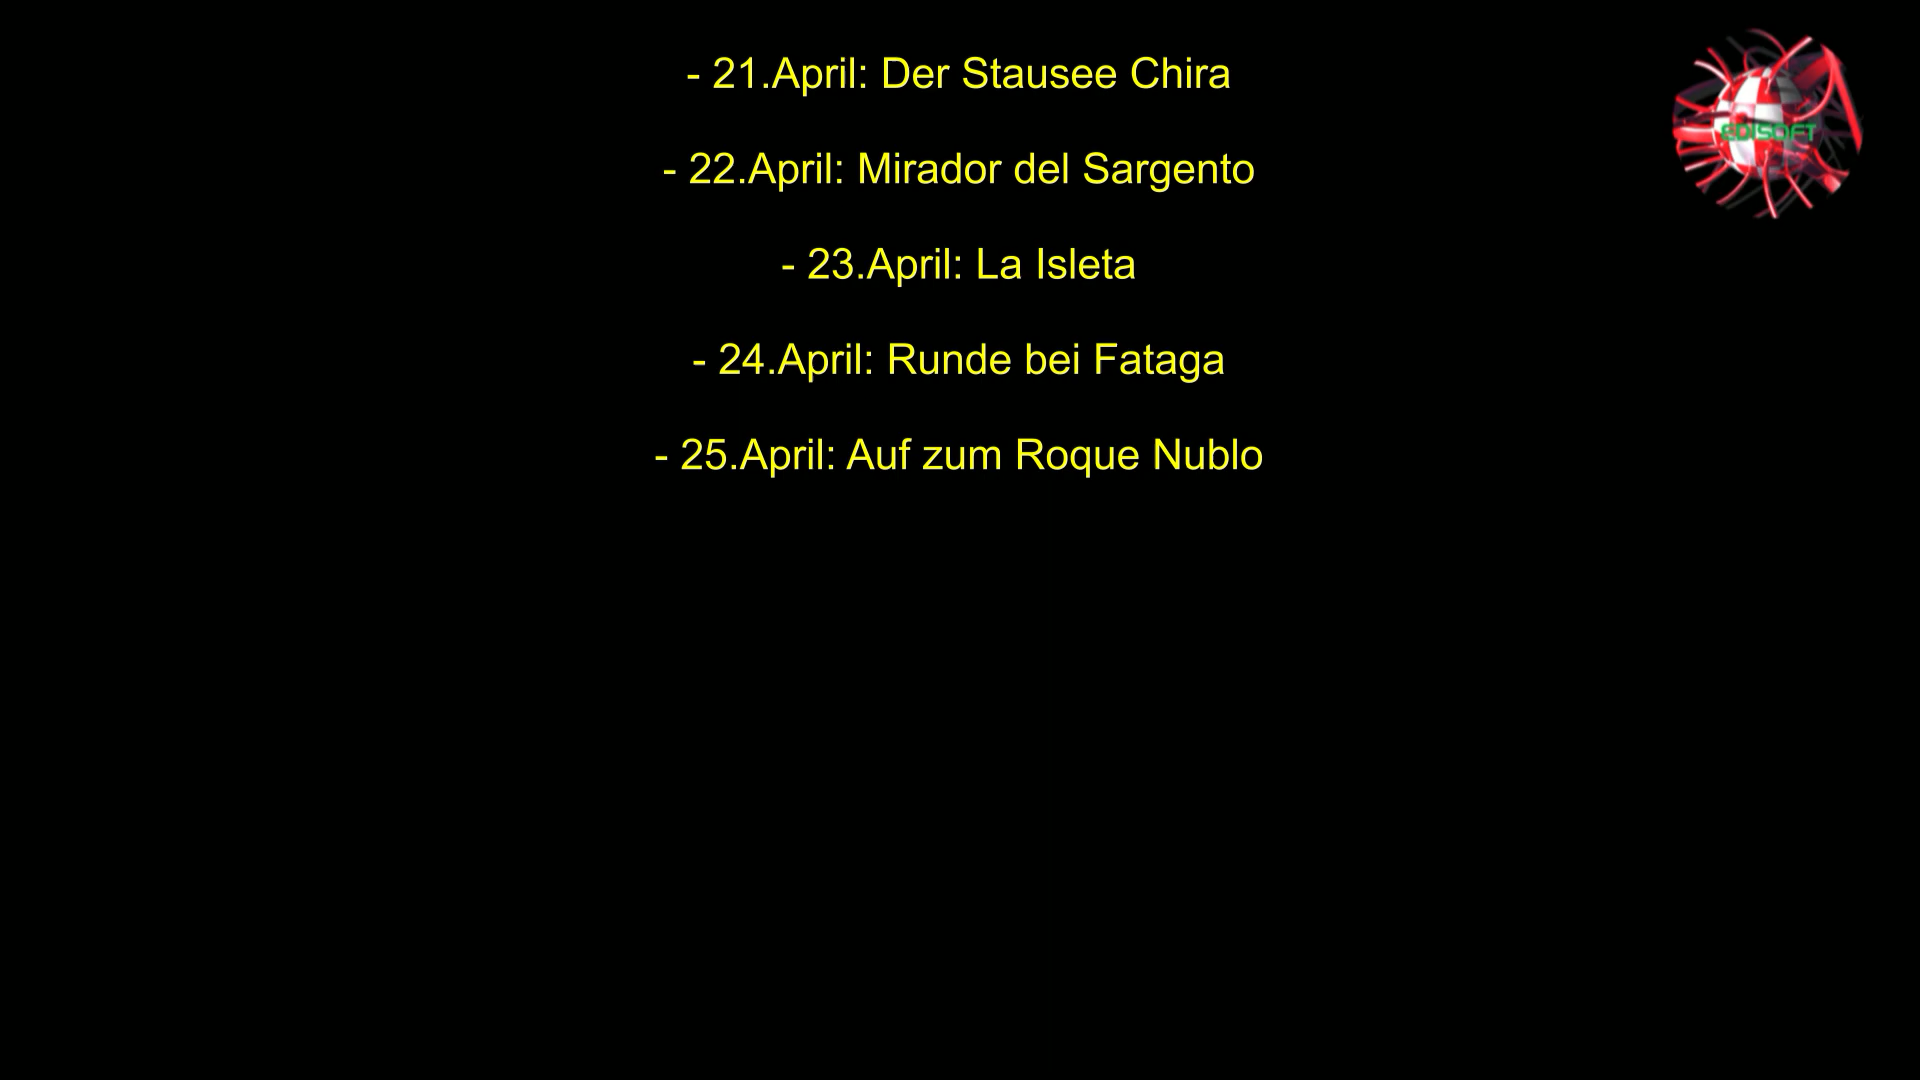 - 21.April: Der Stausee Chira
EDISOFT
- 22.April: Mirador del Sargento
- 23.April: La Isleta
- 24.April: Runde bei Fataga
- 25.April: Auf zum Roque Nublo